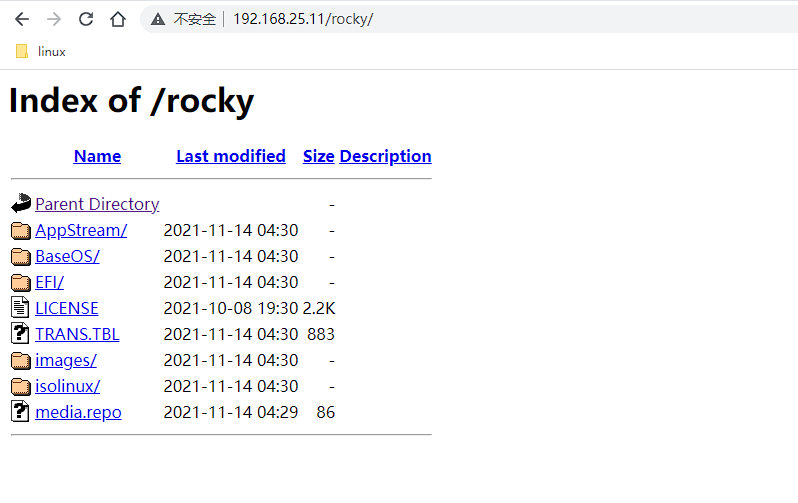 不安全 | 192.168.25.11/rocky/
linux
Index of /rocky
Name Last modified Size Description
Parent Directory -
AppStream/ 2021-11-14 04:30 -
BaseOS/ 2021-11-14 04:30 -
EFI/ 2021-11-14 04:30 -
LICENSE 2021-10-08 19:30 2.2K
TRANS.TBL 2021-11-14 04:30 883
images/ 2021-11-14 04:30 -
isolinux/ 2021-11-14 04:30 -
media.repo 2021-11-14 04:29 86